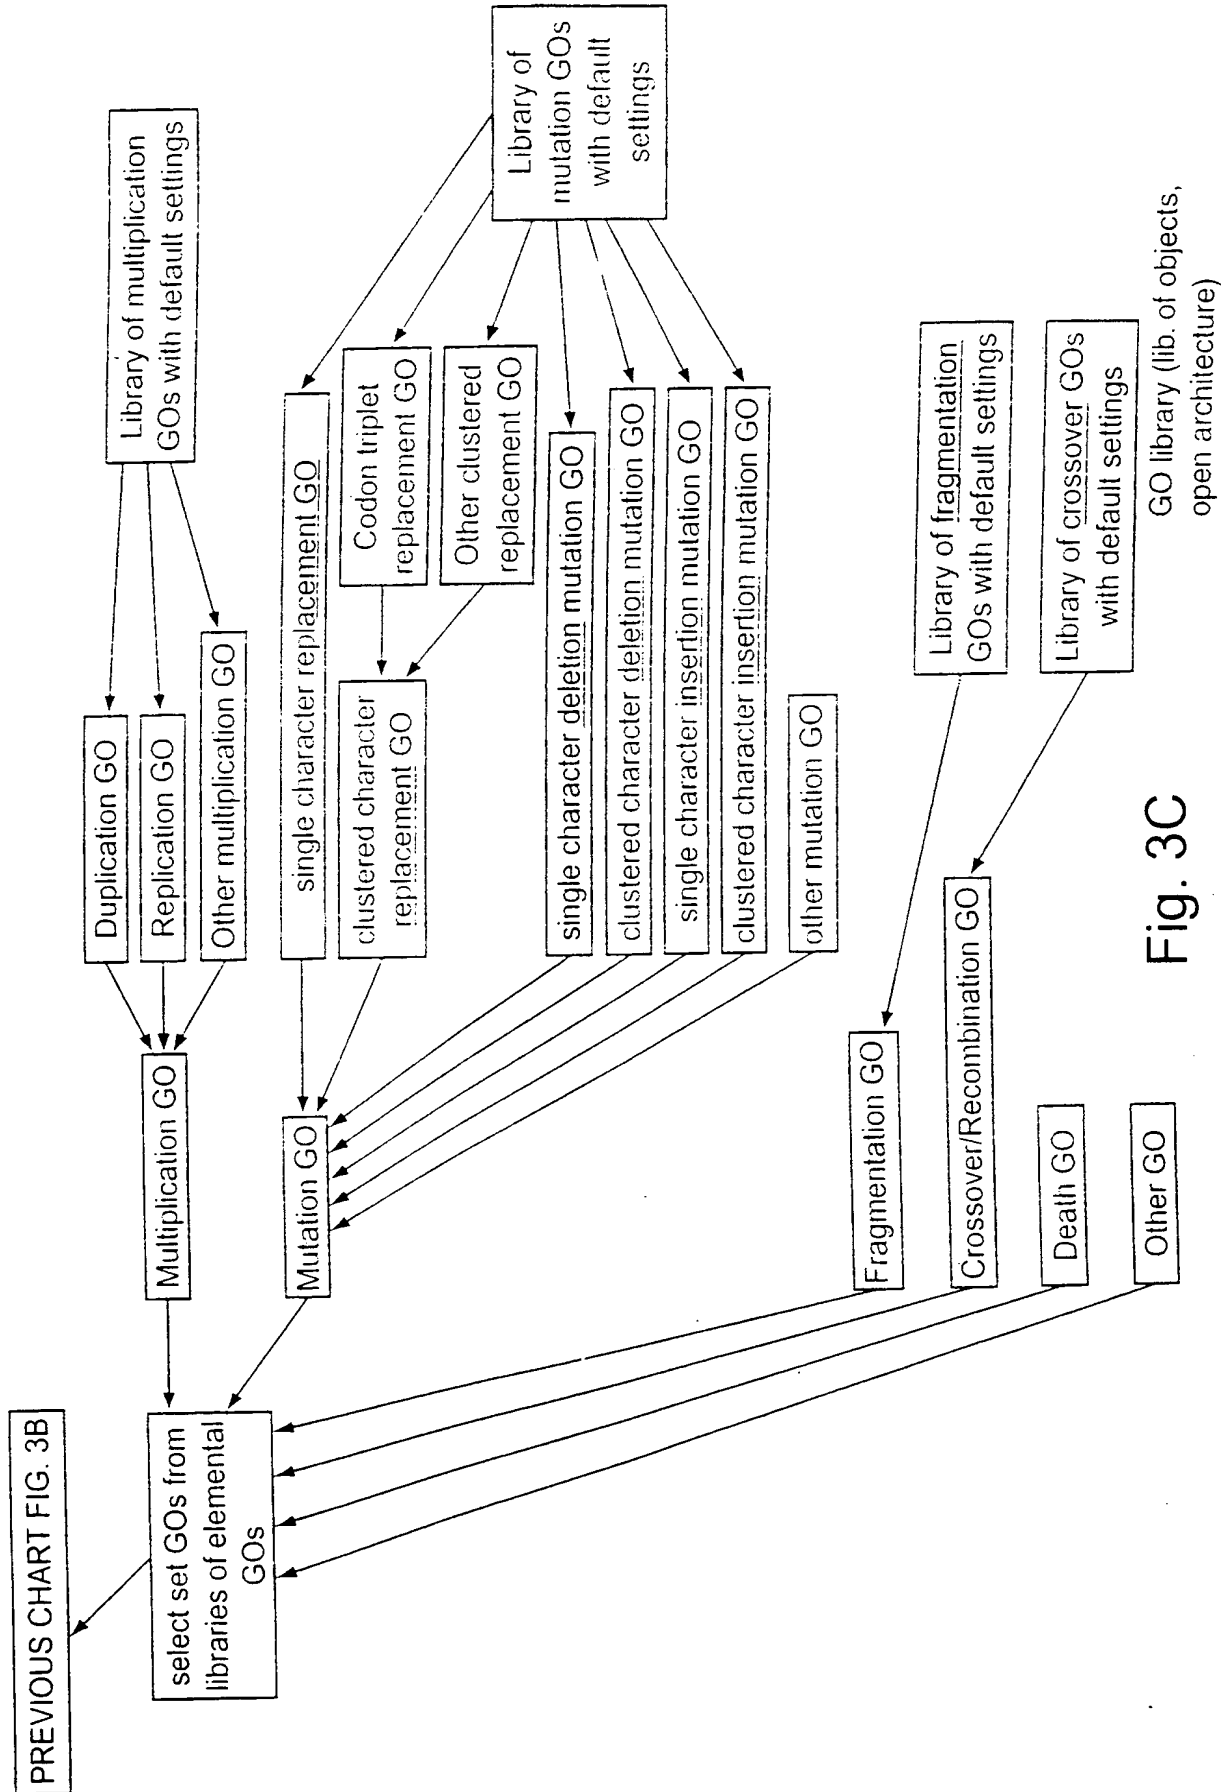 PREVIOUS CHART FIG. 3B
select set GOs from
libraries of elemental
GOs
Multiplication GO
Duplication GO
Replication GO
Other multiplication GO
Library of multiplication
GOs with default settings
Mutation GO
single character replacement GO
clustered character
replacement GO
Codon triplet
replacement GO
Other clustered
replacement GO
single character deletion mutation GO
clustered character deletion mutation GO
single character insertion mutation GO
clustered character insertion mutation GO
other mutation GO
Library of
mutation GOs
with default
settings
Fragmentation GO
Library of fragmentation
GOs with default settings
Crossover/Recombination GO
Library of crossover GOs
with default settings
Death GO
Other GO
GO library (lib. of objects,
open architecture)
Fig. 3C